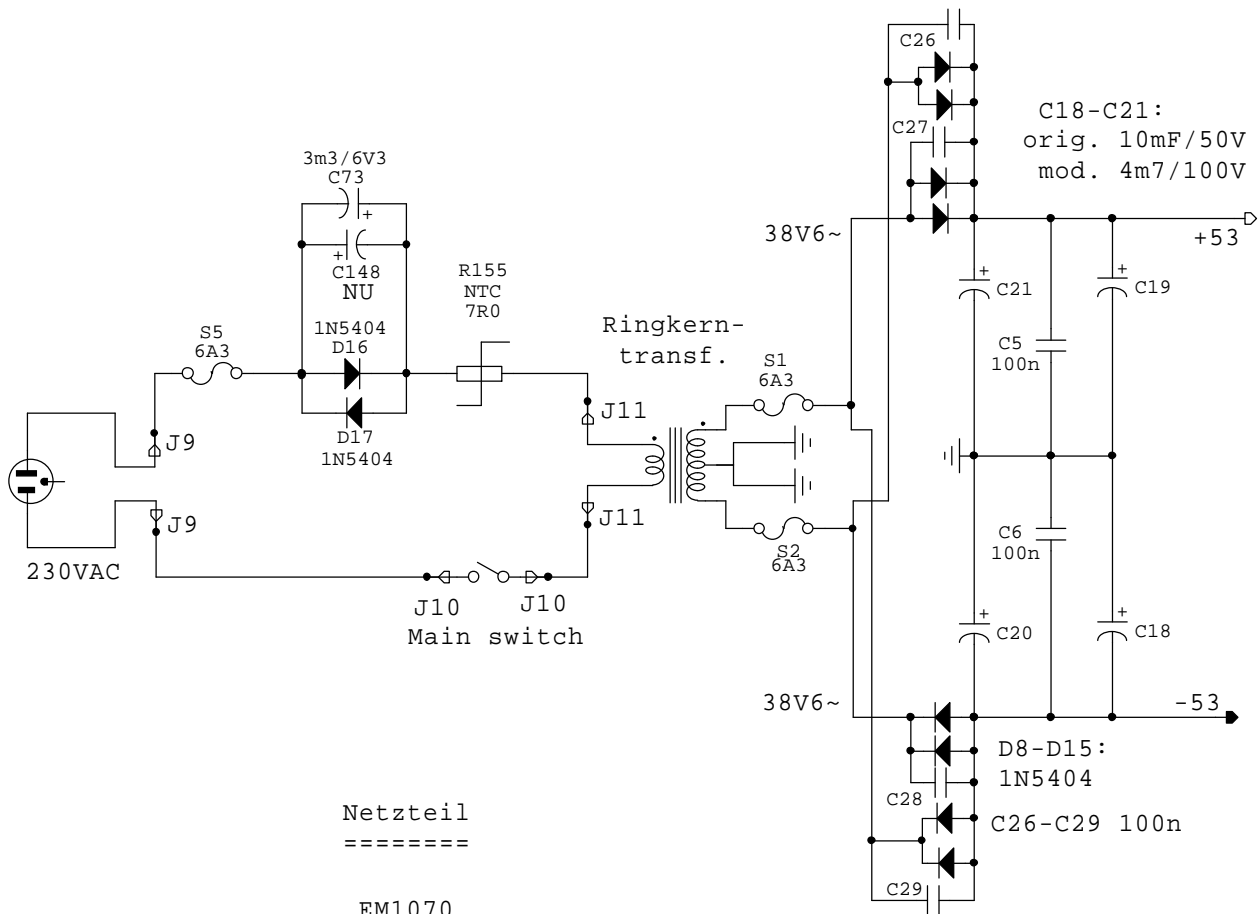 C26
C18-C21:
orig. 10mF/50V
mod. 4m7/100V
C27
3m3/6V3
C73
+
+
C148
NU
38V6~
+53
R155
NTC
7R0
+
C21
+
C19
Ringkern-
transf.
1N5404
D16
S5
6A3
S1
6A3
C5
100n
J11
J9
D17
1N5404
J9
J11
S2
6A3
C6
100n
230VAC
J10
J10
Main switch
+
C20
+
C18
38V6~
-53
D8-D15:
1N5404
C28
C26-C29 100n
Netzteil
========
C29
EM1070